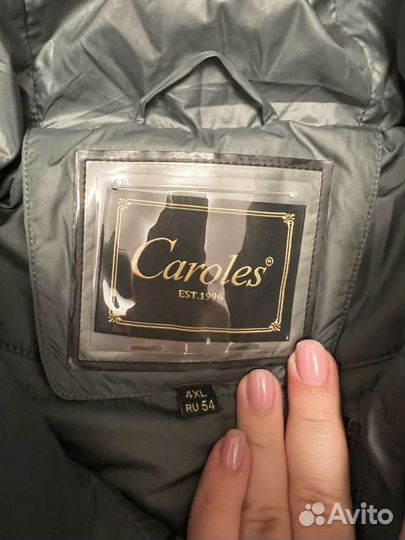 Caroles®
EST.1996
4XL
RU 54
Avito